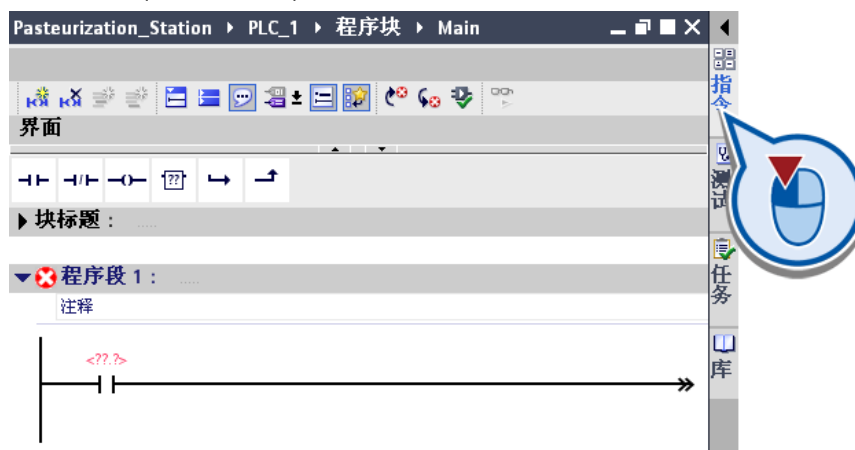 Pasteurization_Station ▸ PLC_1 ▸ 程序块 ▸ Main
指令
界面
??
测试
块标题：.....
程序段 1：.....
任务
注释
库
<??.?>